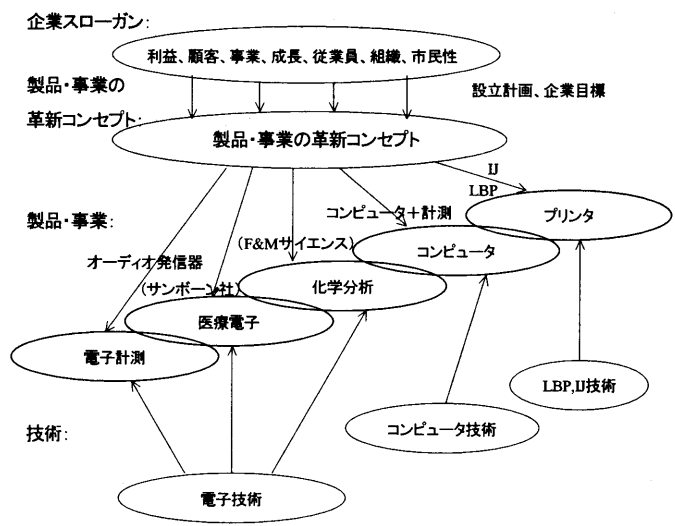 企業スローガン:
利益、顧客、事業、成長、従業員、組織、市民性
製品・事業の
設立計画、企業目標
革新コンセプト:
製品・事業の革新コンセプト
IJ
LBP
コンピュータ+計測
プリンタ
製品・事業:
(F&Mサイエンス)
コンピュータ
オーディオ発信器
(サンボーン社)
化学分析
医療電子
電子計測
LBP,IJ技術
コンピュータ技術
技術:
電子技術